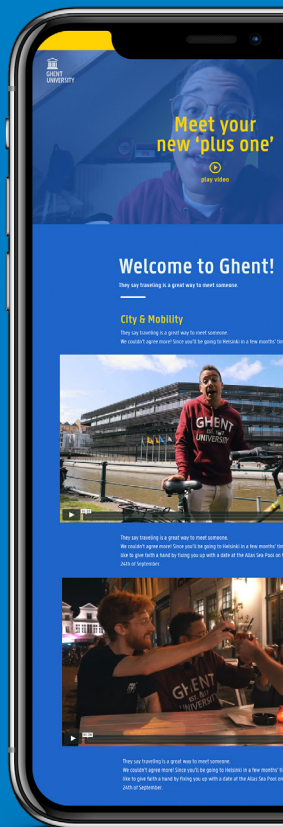 GHENT
UNIVERSITY
Meet your
new ‘plus one’
play video
Welcome to Ghent!
They say traveling is a great way to meet someone.
City & Mobility
They say traveling is a great way to meet someone.
We couldn't agree more! Since you'll be going to Helsinki in a few months'
GHENT
UNIVERSITY
They say traveling is a great way to meet someone.
We couldn't agree more! Since you'll be going to Helsinki in a few months'
like to give faith a hand by fixing you up with a date at the Allas Sea Pool on
24th of September.
GHENT
UNIVERSITY
They say traveling is a great way to meet someone.
We couldn't agree more! Since you'll be going to Helsinki in a few months'
like to give faith a hand by fixing you up with a date at the Allas Sea Pool on
24th of September.